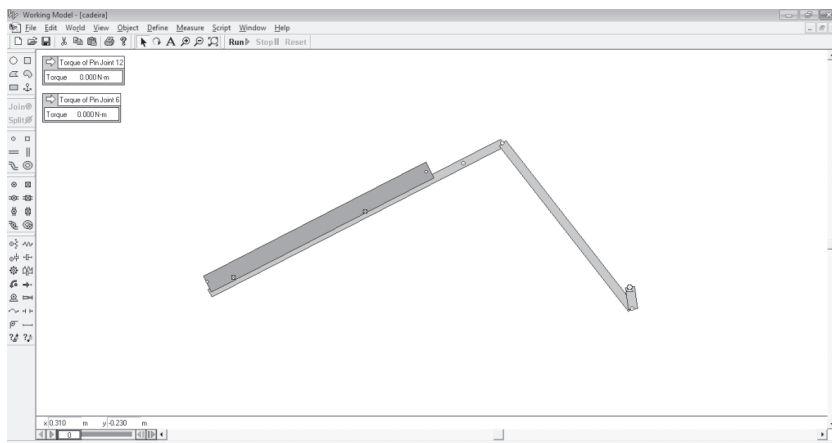 Working Model - [cadeira]
File Edit World View Object Define Measure Script Window Help
Run Stop Reset
Torque of Pin Joint 12
Torque 0.000 N·m
Torque of Pin Joint 6
Torque 0.000 N·m
Join
Split
x 0.310 m y -0.230 m
0